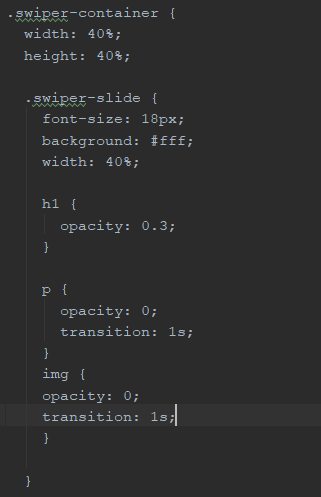 .swiper-container {
  width: 40%;
  height: 40%;

  .swiper-slide {
    font-size: 18px;
    background: #fff;
    width: 40%;

    h1 {
      opacity: 0.3;
    }

    p {
      opacity: 0;
      transition: 1s;
    }
    img {
    opacity: 0;
    transition: 1s;
    }

  }